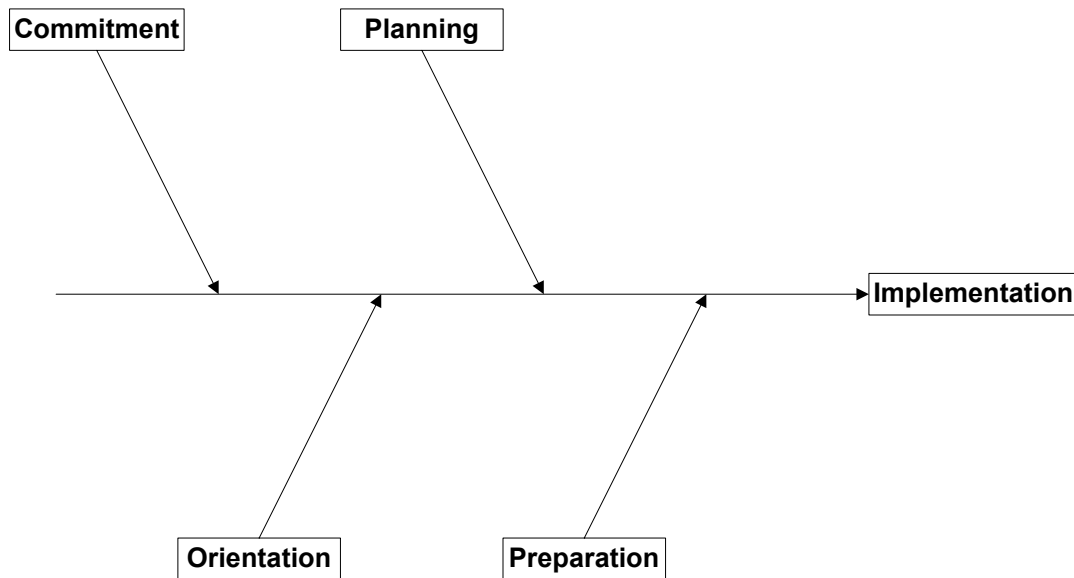 Commitment
Planning
Implementation
Orientation
Preparation